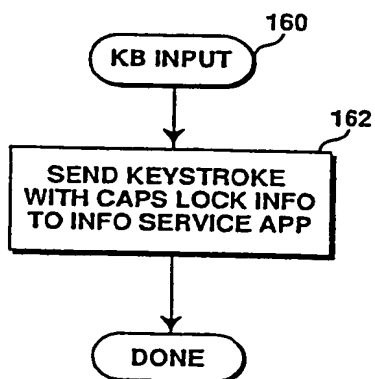 160
KB INPUT
162
SEND KEYSTROKE
WITH CAPS LOCK INFO
TO INFO SERVICE APP
DONE